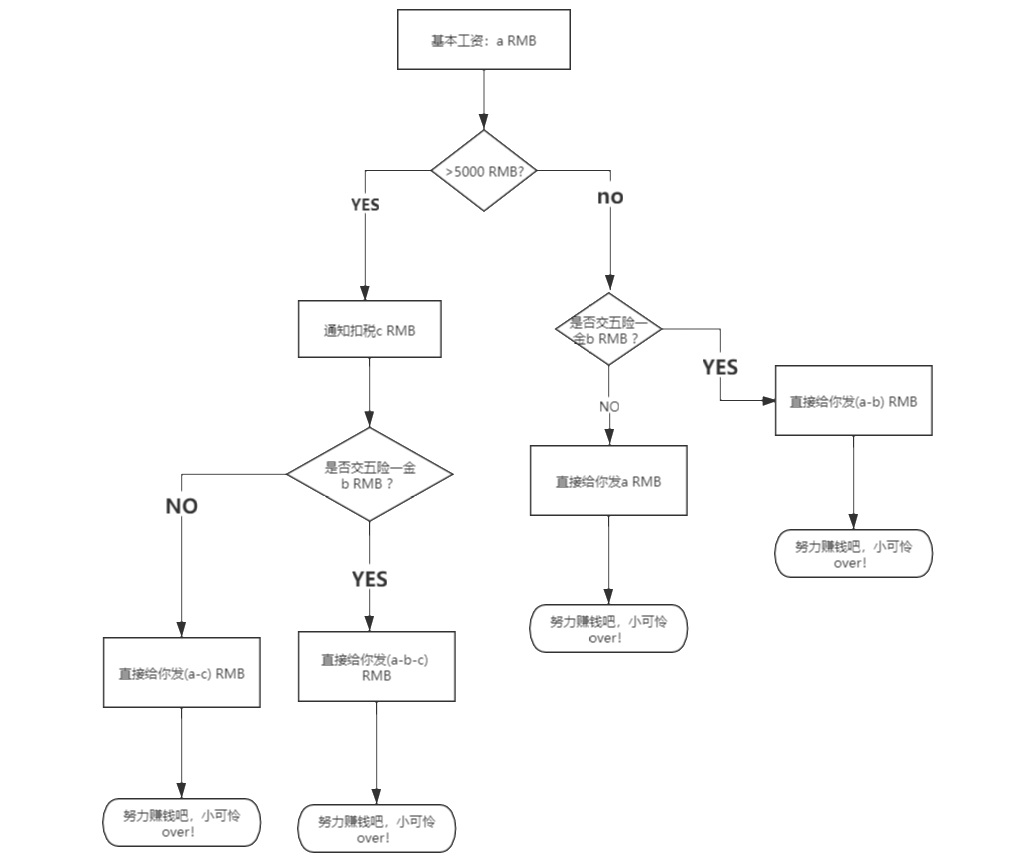 基本工资：a RMB
>5000 RMB?
YES
no
通知扣税c RMB
是否交五险一
金b RMB ?
YES
直接给你发(a-b) RMB
NO
直接给你发a RMB
是否交五险一金
b RMB ?
NO
YES
努力赚钱吧，小可怜
over!
努力赚钱吧，小可怜
over!
直接给你发(a-c) RMB
直接给你发(a-b-c)
RMB
努力赚钱吧，小可怜
over!
努力赚钱吧，小可怜
over!